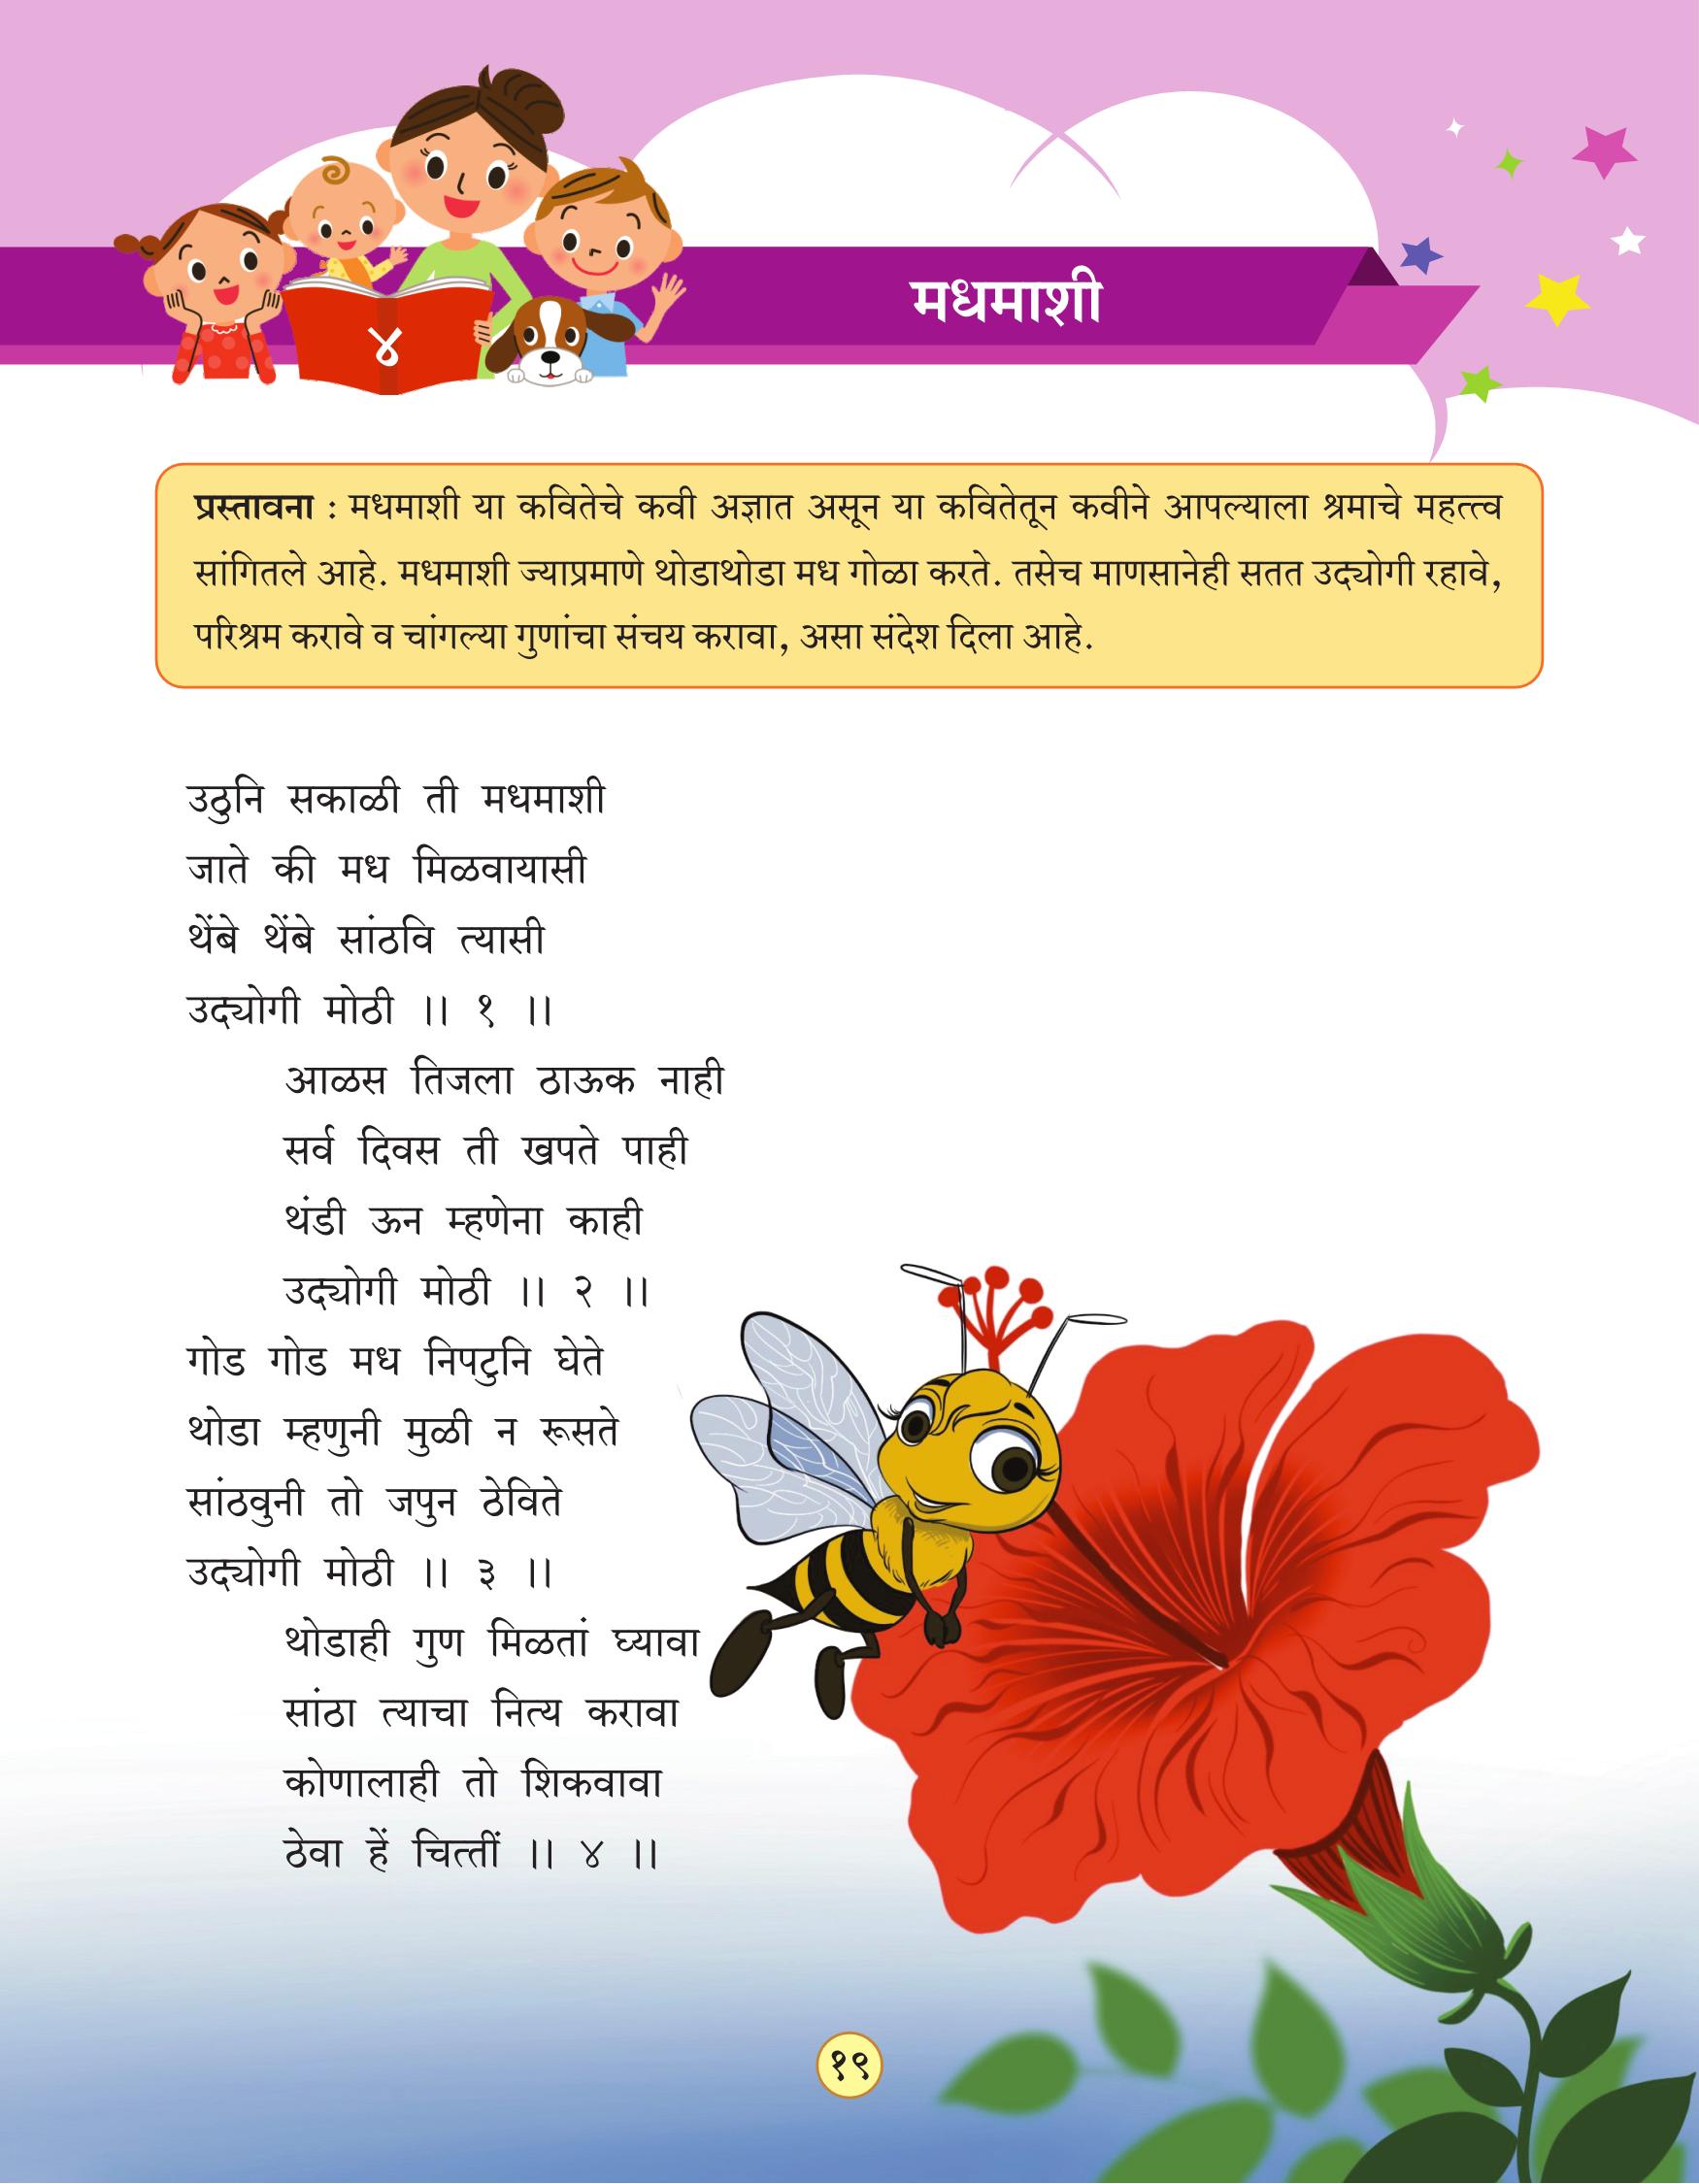 ४
मधमाशी
प्रस्तावना : मधमाशी या कवितेचे कवी अज्ञात असून या कवितेतून कवीने आपल्याला श्रमाचे महत्त्व
सांगितले आहे. मधमाशी ज्याप्रमाणे थोडाथोडा मध गोळा करते. तसेच माणसानेही सतत उद्योगी रहावे,
परिश्रम करावे व चांगल्या गुणांचा संचय करावा, असा संदेश दिला आहे.
उठुनि सकाळी ती मधमाशी
जाते की मध मिळवायासी
थेंबे थेंबे सांठवि त्यासी
उद्योगी मोठी ।। १ ।।
आळस तिजला ठाऊक नाही
सर्व दिवस ती खपते पाही
थंडी ऊन म्हणेना काही
उद्योगी मोठी ।। २ ।।
गोड गोड मध निपटुनि घेते
थोडा म्हणुनी मुळी न रूसते
सांठवुनी तो जपुन ठेविते
उद्योगी मोठी ।। ३ ।।
थोडाही गुण मिळतां घ्यावा
सांठा त्याचा नित्य करावा
कोणालाही तो शिकवावा
ठेवा हें चित्तीं ।। ४ ।।
१९